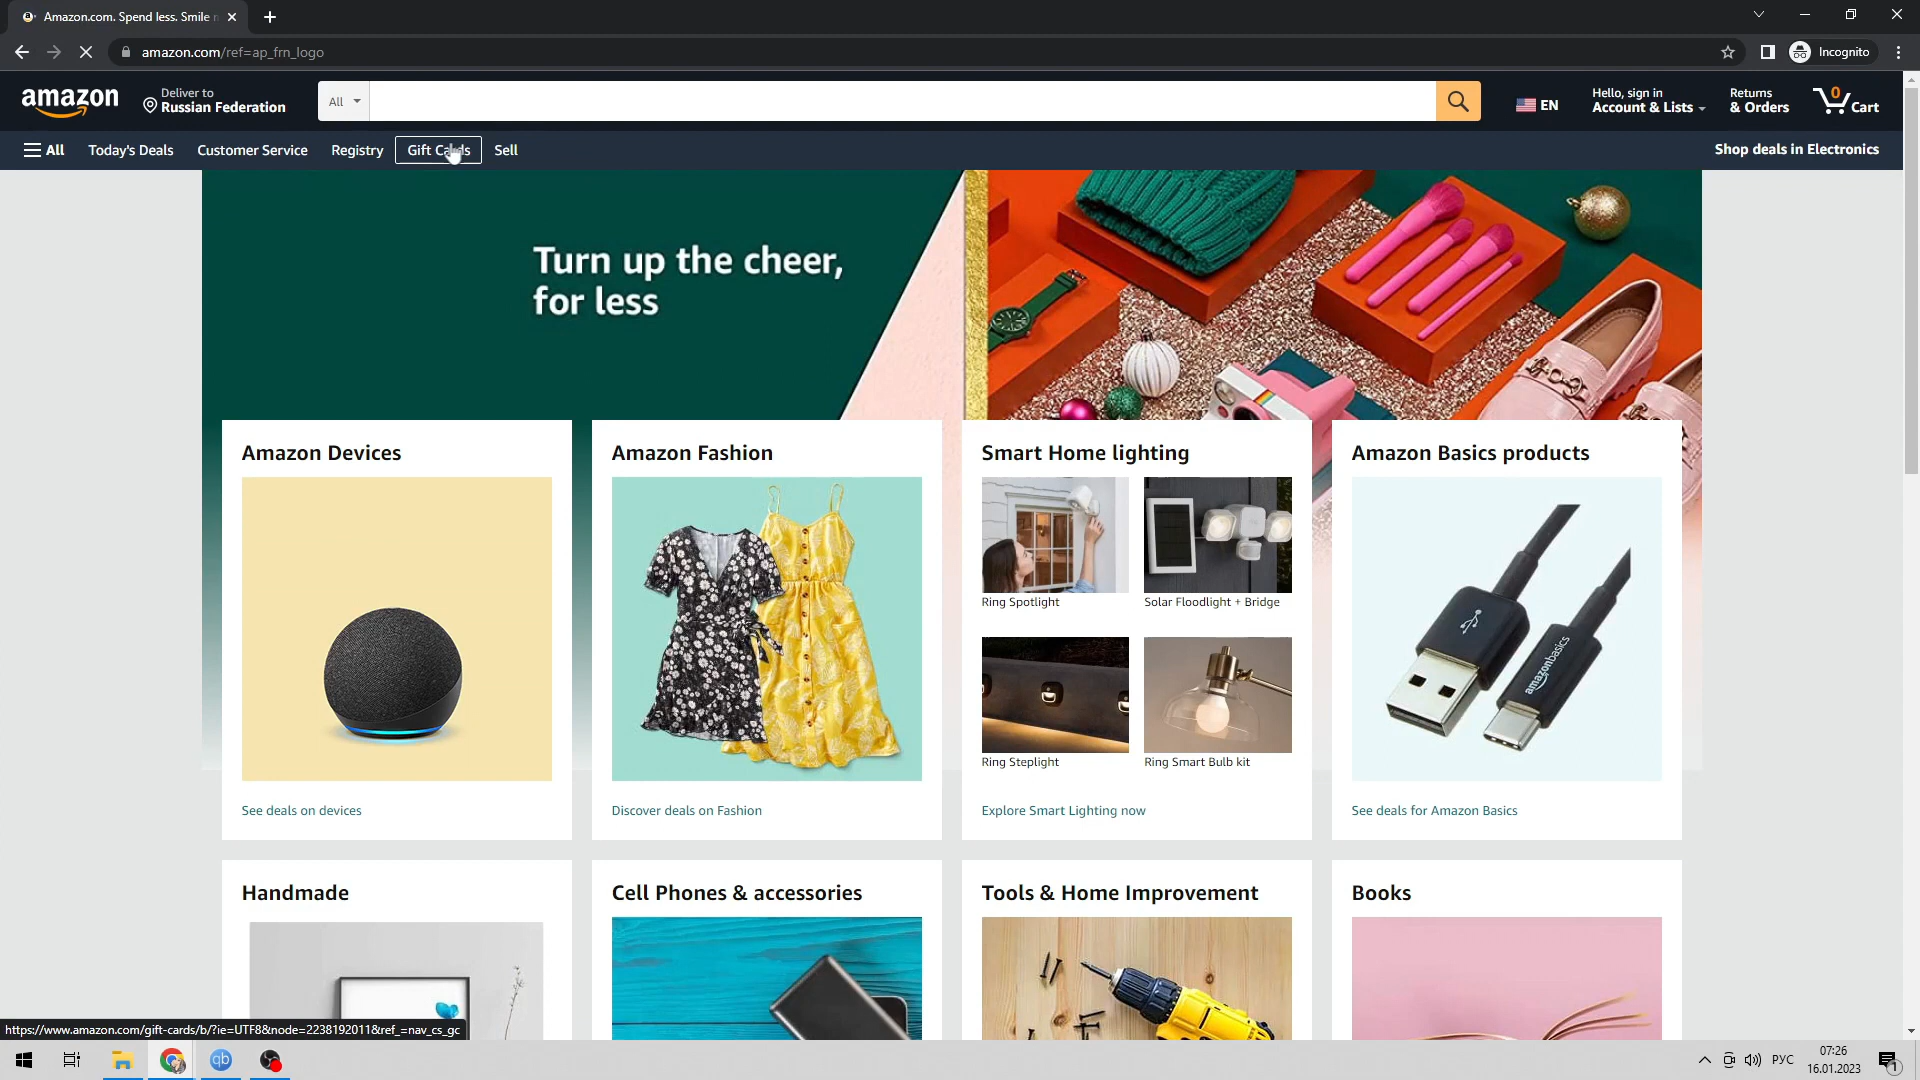 Amazon.com. Spend less. Smile
amazon.com/ref=ap_frn_logo
Incognito
amazon
Deliver to
Russian Federation
All
EN
Hello, sign in
Account & Lists
Returns
& Orders
0
Cart
All
Today's Deals
Customer Service
Registry
Gift Cards
Sell
Shop deals in Electronics
Turn up the cheer,
for less
Amazon Devices
Amazon Fashion
Smart Home lighting
Amazon Basics products
amazonbasics
Ring Spotlight
Solar Floodlight + Bridge
Ring Steplight
Ring Smart Bulb kit
See deals on devices
Discover deals on Fashion
Explore Smart Lighting now
See deals for Amazon Basics
Handmade
Cell Phones & accessories
Tools & Home Improvement
Books
https://www.amazon.com/gift-cards/b/?ie=UTF8&node=2238192011&ref_=nav_cs_gc
qb
РУС
07:26
16.01.2023
1